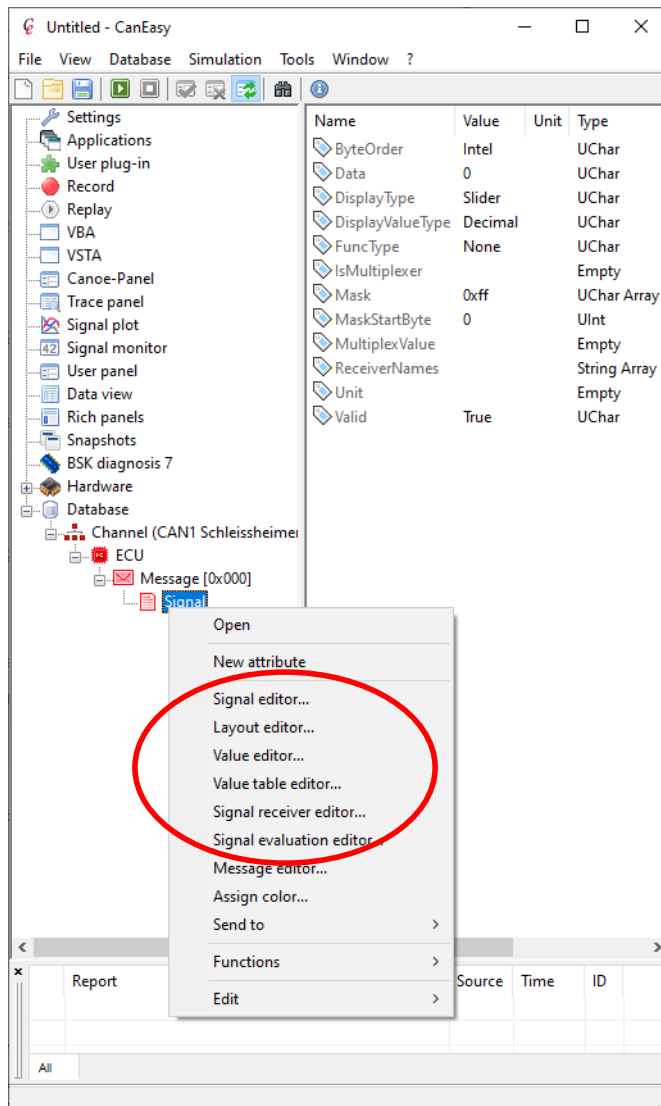 Untitled - CanEasy
File View Database Simulation Tools Window ?
Settings
Applications
User plug-in
Record
Replay
VBA
VSTA
Canoe-Panel
Trace panel
Signal plot
42 Signal monitor
User panel
Data view
Rich panels
Snapshots
BSK diagnosis 7
Hardware
Database
Channel (CAN1 Schleissheimer
ECU
Message [0x000]
Signal
Name Value Unit Type
ByteOrder Intel UChar
Data 0 UChar
DisplayType Slider UChar
DisplayValueType Decimal UChar
FuncType None UChar
IsMultiplexer Empty
Mask 0xff UChar Array
MaskStartByte 0 UInt
MultiplexValue Empty
ReceiverNames String Array
Unit Empty
Valid True UChar
Open
New attribute
Signal editor...
Layout editor...
Value editor...
Value table editor...
Signal receiver editor...
Signal evaluation editor...
Message editor...
Assign color...
Send to
Functions
Edit
Report Source Time ID
All